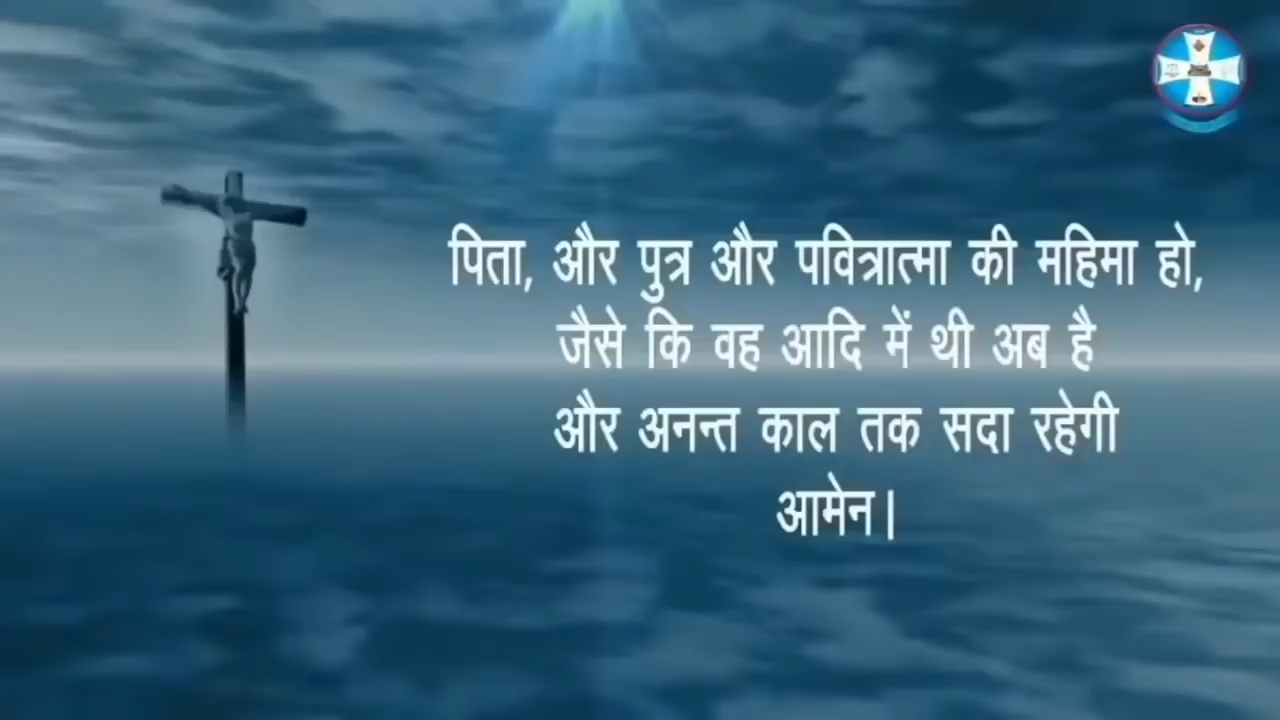 पिता, और पुत्र और पवित्रात्मा की महिमा हो,
जैसे कि वह आदि में थी अब है
और अनन्त काल तक सदा रहेगी
आमेन।